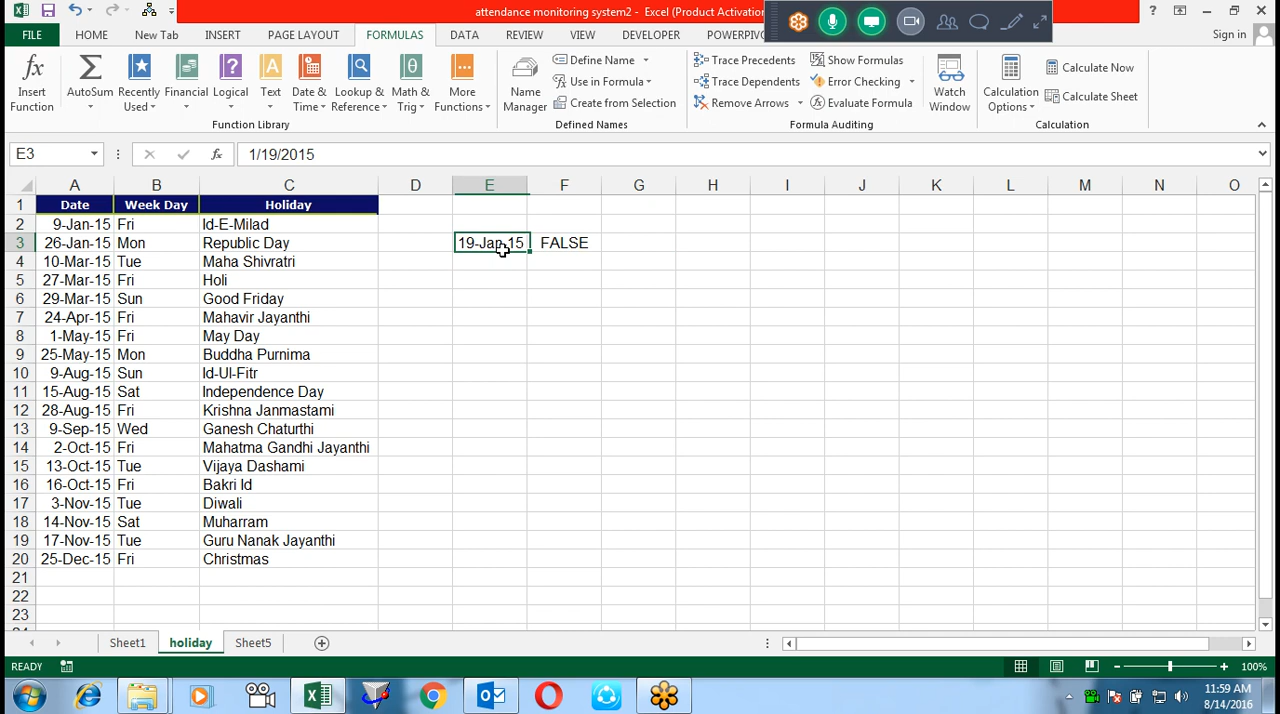 attendance monitoring system2 - Excel (Product Activation
?
FILE HOME New Tab INSERT PAGE LAYOUT FORMULAS DATA REVIEW VIEW DEVELOPER POWERPIV Sign in
Insert Function
AutoSum
Recently Used
Financial
Logical
Text
Date & Time
Lookup & Reference
Math & Trig
More Functions
Function Library
Name Manager
Define Name
Use in Formula
Create from Selection
Defined Names
Trace Precedents
Trace Dependents
Remove Arrows
Show Formulas
Error Checking
Evaluate Formula
Formula Auditing
Watch Window
Calculation Options
Calculate Now
Calculate Sheet
Calculation
E3 fx 1/19/2015
A B C D E F G H I J K L M N O
1 Date Week Day Holiday
2 9-Jan-15 Fri Id-E-Milad
3 26-Jan-15 Mon Republic Day 19-Jan-15 FALSE
4 10-Mar-15 Tue Maha Shivratri
5 27-Mar-15 Fri Holi
6 29-Mar-15 Sun Good Friday
7 24-Apr-15 Fri Mahavir Jayanthi
8 1-May-15 Fri May Day
9 25-May-15 Mon Buddha Purnima
10 9-Aug-15 Sun Id-Ul-Fitr
11 15-Aug-15 Sat Independence Day
12 28-Aug-15 Fri Krishna Janmastami
13 9-Sep-15 Wed Ganesh Chaturthi
14 2-Oct-15 Fri Mahatma Gandhi Jayanthi
15 13-Oct-15 Tue Vijaya Dashami
16 16-Oct-15 Fri Bakri Id
17 3-Nov-15 Tue Diwali
18 14-Nov-15 Sat Muharram
19 17-Nov-15 Tue Guru Nanak Jayanthi
20 25-Dec-15 Fri Christmas
21
22
23
Sheet1 holiday Sheet5
READY 100%
11:59 AM
8/14/2016